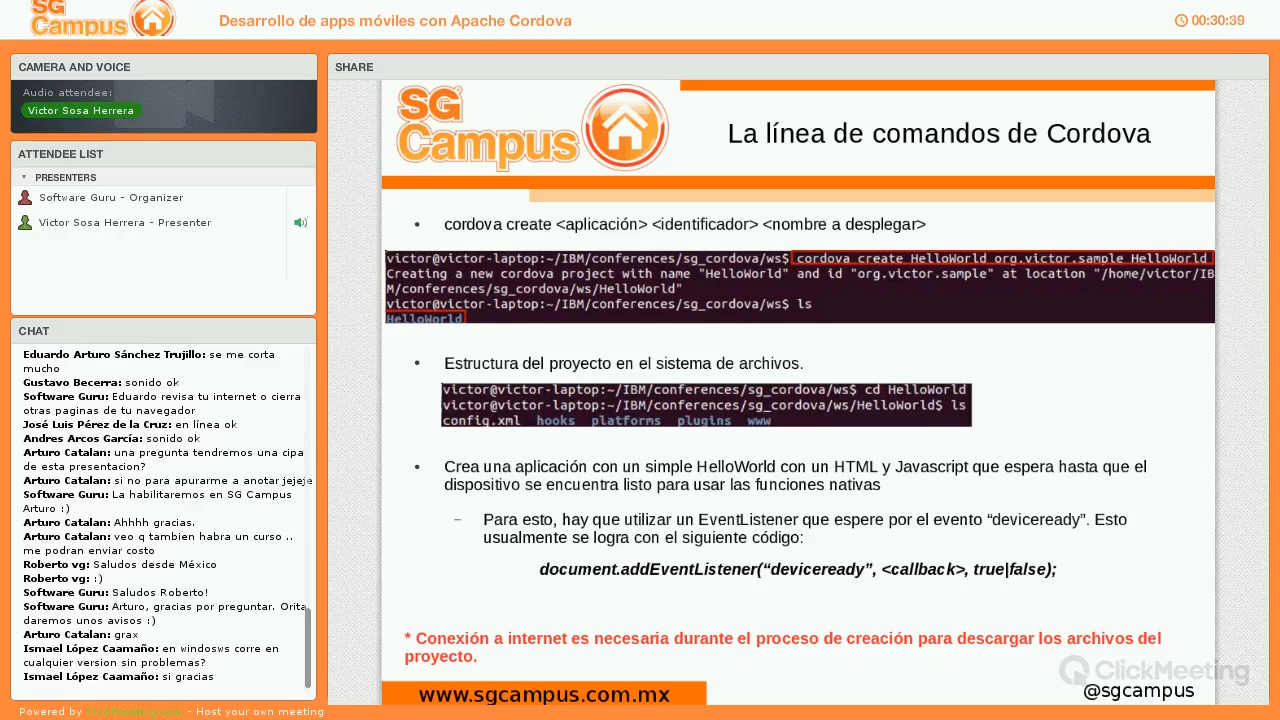 SG
Campus
Desarrollo de apps móviles con Apache Cordova
00:30:39
CAMERA AND VOICE
Audio attendee:
Victor Sosa Herrera
ATTENDEE LIST
PRESENTERS
Software Guru - Organizer
Victor Sosa Herrera - Presenter
CHAT
Eduardo Arturo Sánchez Trujillo: se me corta
mucho
Gustavo Becerra: sonido ok
Software Guru: Eduardo revisa tu internet o cierra
otras paginas de tu navegador
José Luis Pérez de la Cruz: en línea ok
Andres Arcos García: sonido ok
Arturo Catalan: una pregunta tendremos una cipa
de esta presentacion?
Arturo Catalan: si no para apurarme a anotar jejeje
Software Guru: La habilitaremos en SG Campus
Arturo :)
Arturo Catalan: Ahhhh gracias.
Arturo Catalan: veo q tambien habra un curso ..
me podran enviar costo
Roberto vg: Saludos desde México
Roberto vg: :)
Software Guru: Saludos Roberto!
Software Guru: Arturo, gracias por preguntar. Orita
daremos unos avisos :)
Arturo Catalan: grax
Ismael López Caamaño: en windosws corre en
cualquier version sin problemas?
Ismael López Caamaño: si gracias
Powered by ClickMeeting.com - Host your own meeting
SHARE
SG
Campus
La línea de comandos de Cordova
• cordova create <aplicación> <identificador> <nombre a desplegar>
victor@victor-laptop:~/IBM/conferences/sg_cordova/ws$ cordova create HelloWorld org.victor.sample HelloWorld
Creating a new cordova project with name "HelloWorld" and id "org.victor.sample" at location "/home/victor/IB
M/conferences/sg_cordova/ws/HelloWorld"
victor@victor-laptop:~/IBM/conferences/sg_cordova/ws$ ls
HelloWorld
• Estructura del proyecto en el sistema de archivos.
victor@victor-laptop:~/IBM/conferences/sg_cordova/ws$ cd HelloWorld
victor@victor-laptop:~/IBM/conferences/sg_cordova/ws/HelloWorld$ ls
config.xml hooks platforms plugins www
• Crea una aplicación con un simple HelloWorld con un HTML y Javascript que espera hasta que el
dispositivo se encuentra listo para usar las funciones nativas
– Para esto, hay que utilizar un EventListener que espere por el evento “deviceready”. Esto
usualmente se logra con el siguiente código:
document.addEventListener(“deviceready”, <callback>, true|false);
* Conexión a internet es necesaria durante el proceso de creación para descargar los archivos del
proyecto.
ClickMeeting
www.sgcampus.com.mx
@sgcampus